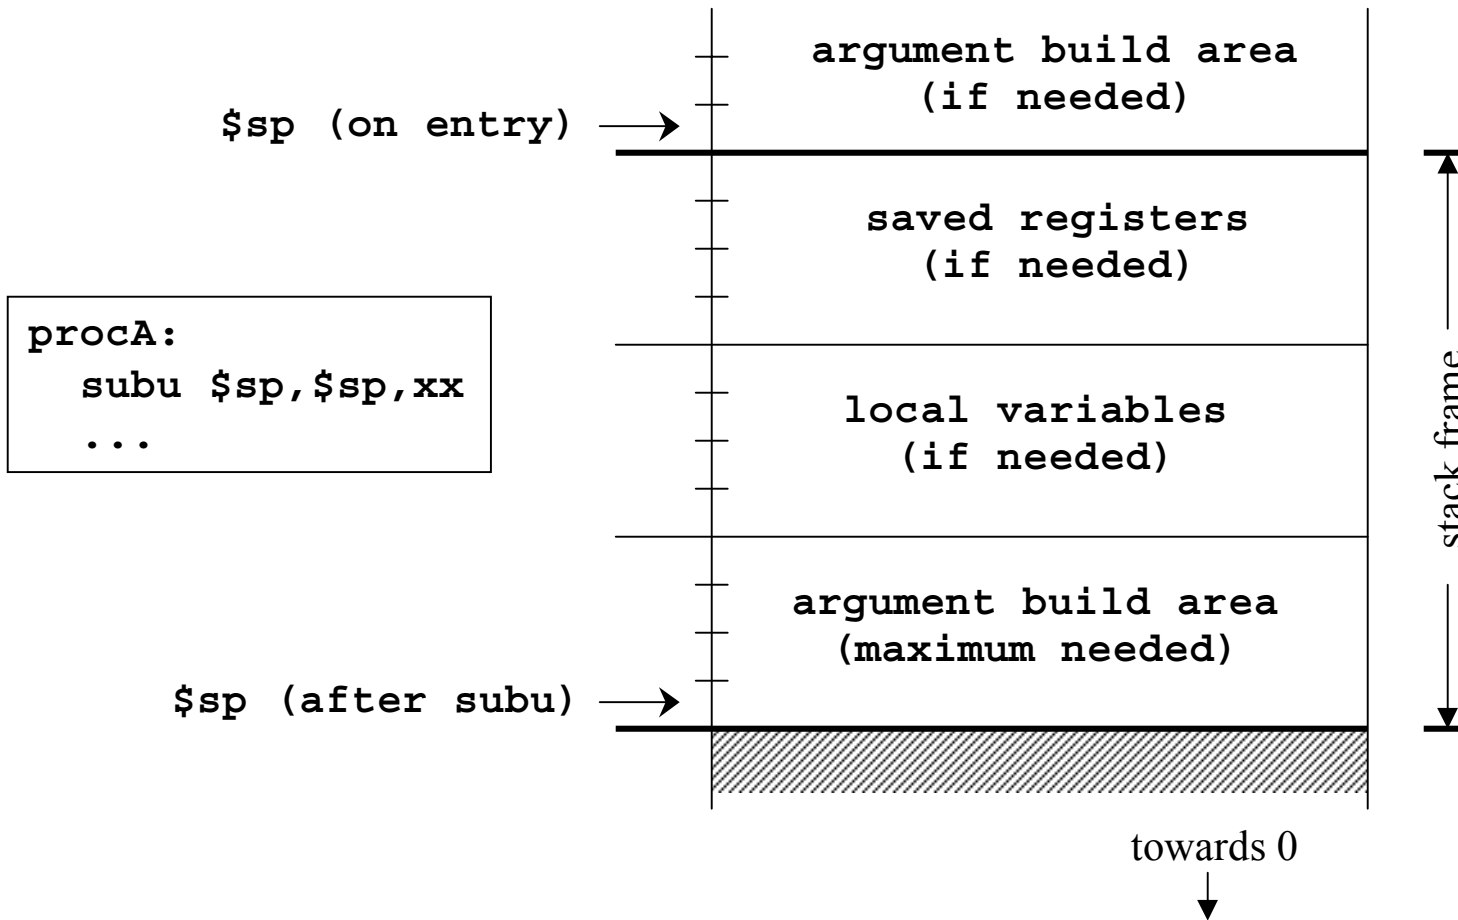 argument build area
(if needed)
$sp (on entry)
saved registers
(if needed)
procA:
subu $sp,$sp,xx
...
local variables
(if needed)
stack frame
argument build area
(maximum needed)
$sp (after subu)
towards 0